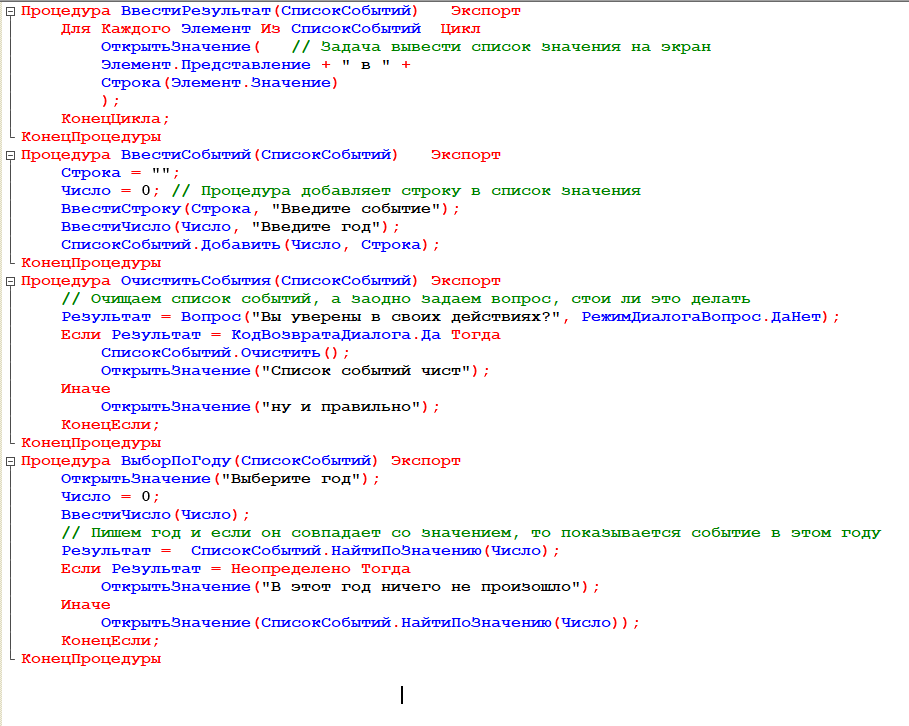 Процедура ВвестиРезультат(СписокСобытий)   Экспорт
    Для Каждого Элемент Из СписокСобытий  Цикл
        ОткрытьЗначение(   // Задача вывести список значения на экран
        Элемент.Представление + " в " +
        Строка(Элемент.Значение)
        );
    КонецЦикла;
КонецПроцедуры
Процедура ВвестиСобытий(СписокСобытий)   Экспорт
    Строка = "";
    Число = 0; // Процедура добавляет строку в список значения
    ВвестиСтроку(Строка, "Введите событие");
    ВвестиЧисло(Число, "Введите год");
    СписокСобытий.Добавить(Число, Строка);
КонецПроцедуры
Процедура ОчиститьСобытия(СписокСобытий) Экспорт
    // Очищаем список событий, а заодно задаем вопрос, стои ли это делать
    Результат = Вопрос("Вы уверены в своих действиях?", РежимДиалогаВопрос.ДаНет);
    Если Результат = КодВозвратаДиалога.Да Тогда
        СписокСобытий.Очистить();
        ОткрытьЗначение("Список событий чист");
    Иначе
        ОткрытьЗначение("ну и правильно");
    КонецЕсли;
КонецПроцедуры
Процедура ВыборПоГоду(СписокСобытий) Экспорт
    ОткрытьЗначение("Выберите год");
    Число = 0;
    ВвестиЧисло(Число);
    // Пишем год и если он совпадает со значением, то показывается событие в этом году
    Результат =  СписокСобытий.НайтиПоЗначению(Число);
    Если Результат = Неопределено Тогда
        ОткрытьЗначение("В этот год ничего не произошло");
    Иначе
        ОткрытьЗначение(СписокСобытий.НайтиПоЗначению(Число));
    КонецЕсли;
КонецПроцедуры